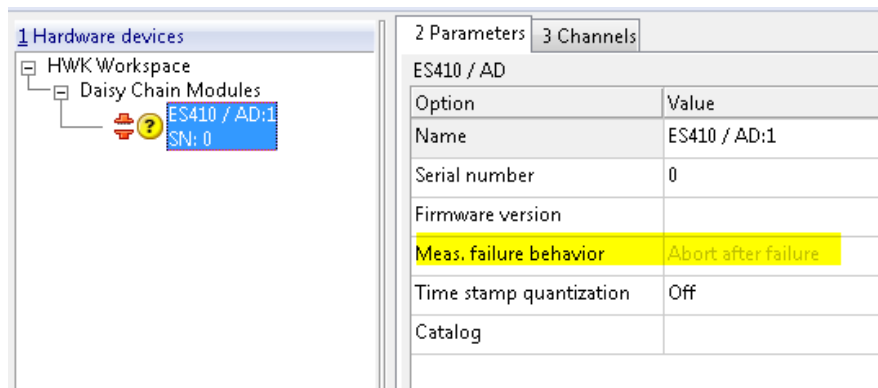 1 Hardware devices
HWK Workspace
Daisy Chain Modules
ES410 / AD:1
SN: 0
?
2 Parameters 3 Channels
ES410 / AD
Option Value
Name ES410 / AD:1
Serial number 0
Firmware version
Meas. failure behavior Abort after failure
Time stamp quantization Off
Catalog